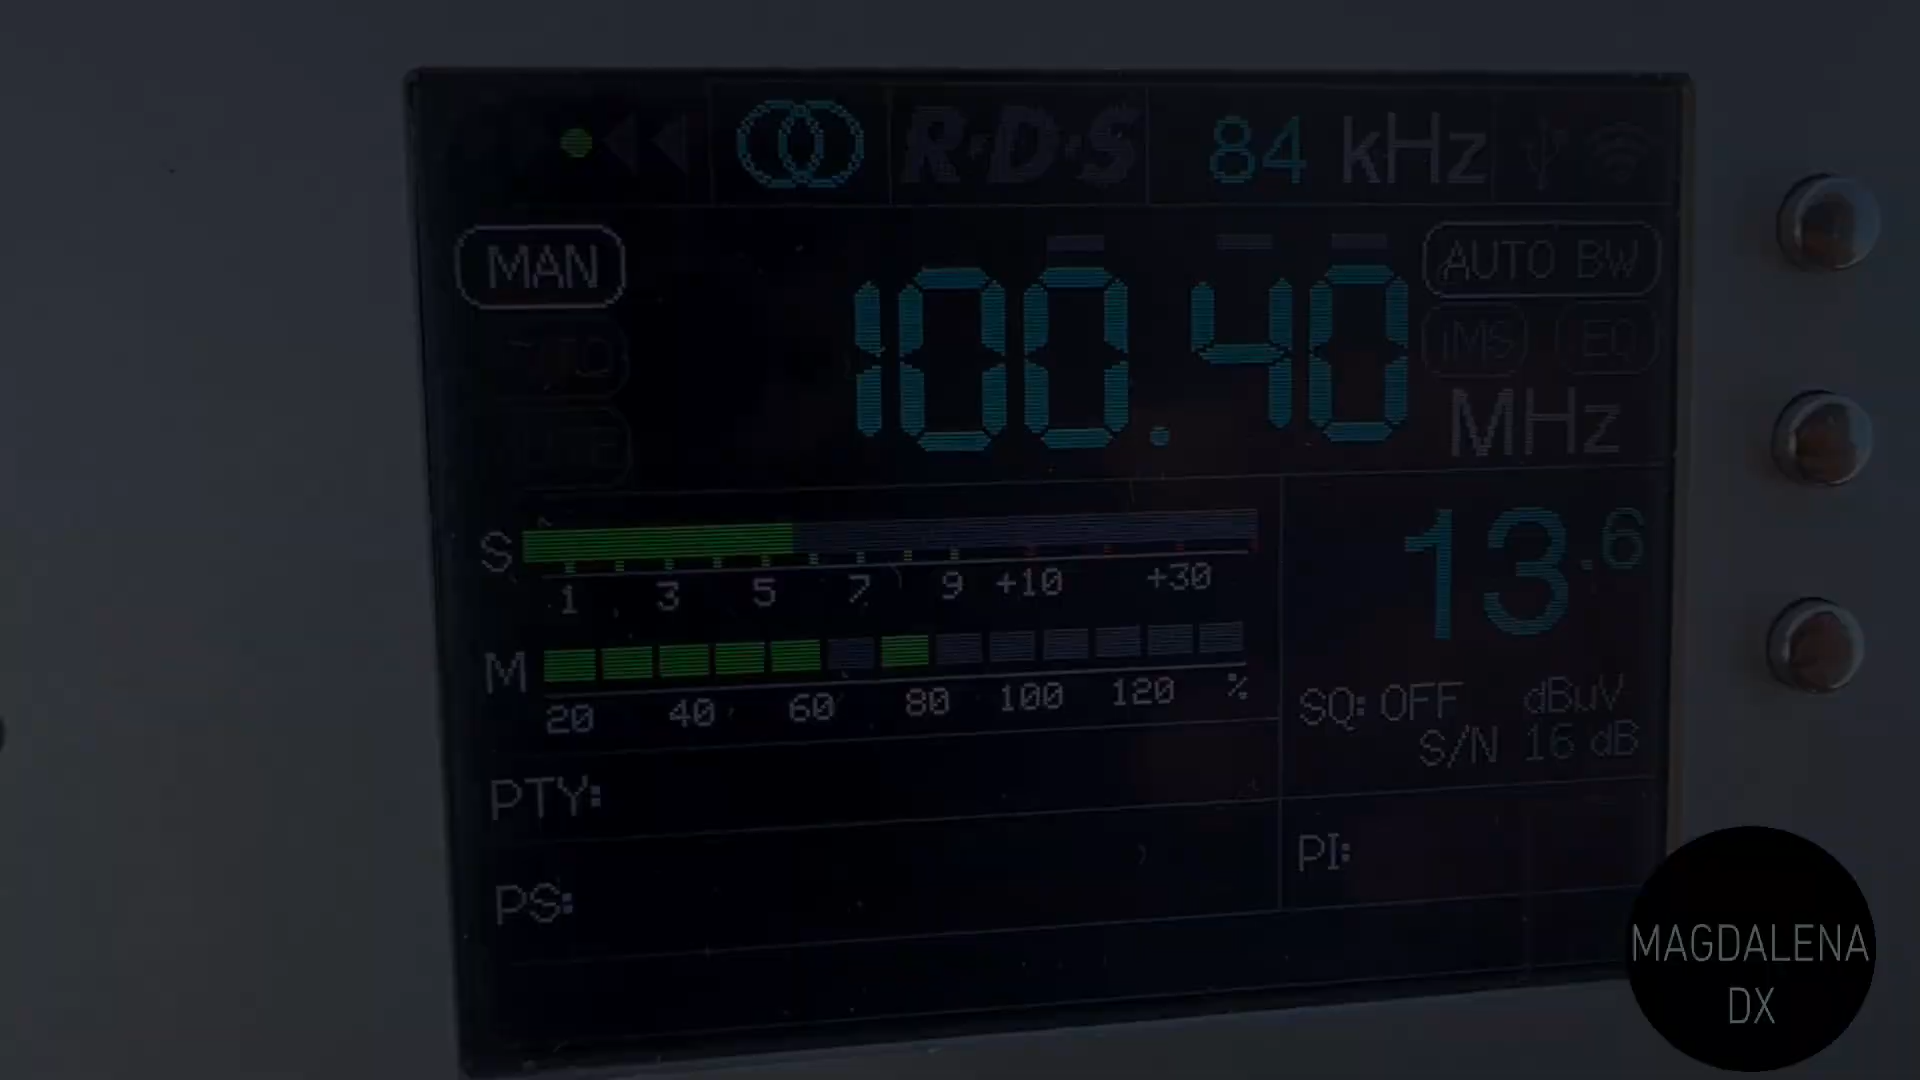 R·D·S 84 kHz
MAN
100.40
AUTO BW
iMS EQ
MHz
S
1 3 5 7 9 +10 +30
13.6
M
20 40 60 80 100 120 %
SQ: OFF dBuV
S/N 16 dB
PTY:
PI:
PS:
MAGDALENA
DX